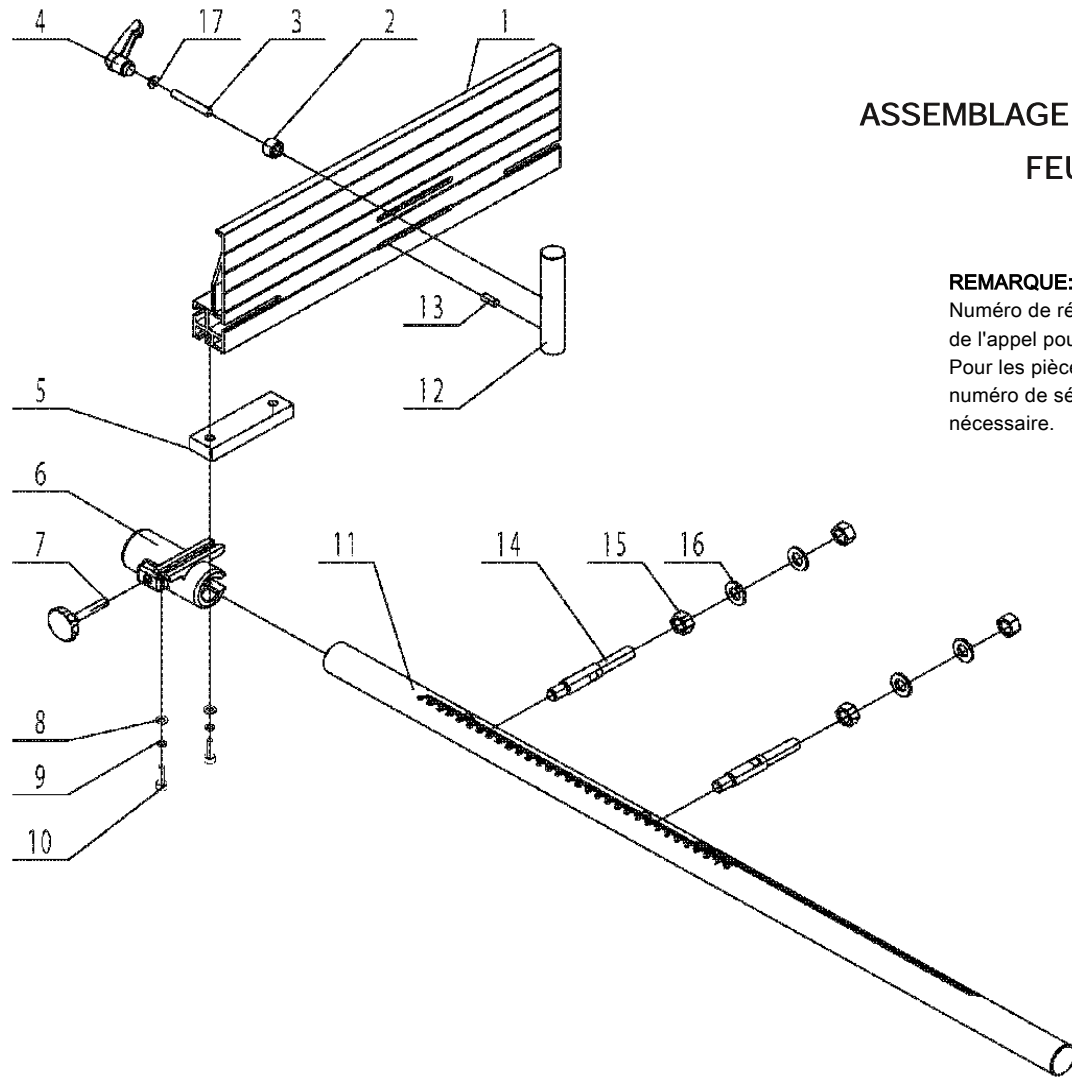 4 17 3 2 1
ASSEMBLAGE
FEU
REMARQUE:
Numéro de ré
de l'appel pou
Pour les pièce
numéro de sé
nécessaire.
13
12
5
6
7
11 14 15 16
8
9
10